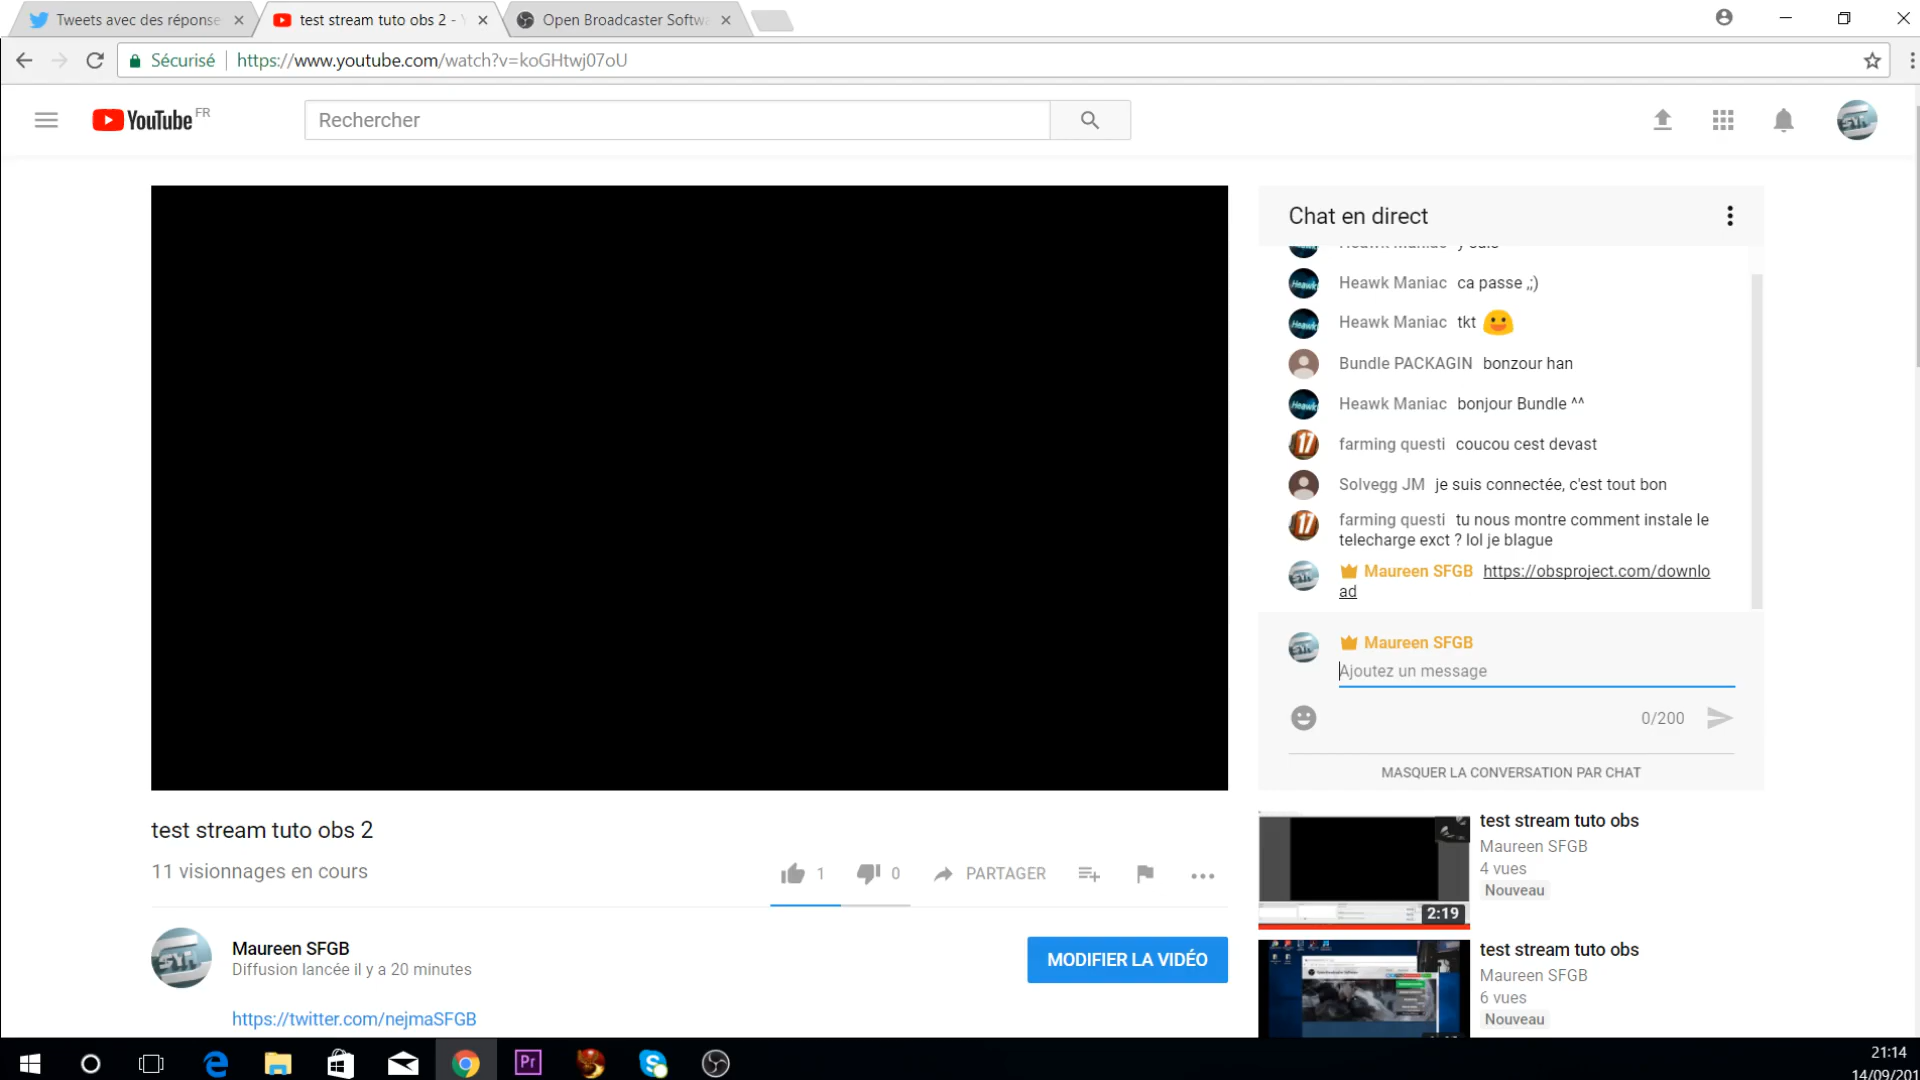 Tweets avec des réponse
test stream tuto obs 2 -
Open Broadcaster Softw
Sécurisé
https://www.youtube.com/watch?v=koGHtwj07oU
YouTube FR
Rechercher
Chat en direct
Heawk Maniac ca passe ,;)
Heawk Maniac tkt
Bundle PACKAGIN bonzour han
Heawk Maniac bonjour Bundle ^^
farming questi coucou cest devast
Solvegg JM je suis connectée, c'est tout bon
farming questi tu nous montre comment instale le
telecharge exct ? lol je blague
Maureen SFGB https://obsproject.com/downlo
ad
Maureen SFGB
Ajoutez un message
0/200
MASQUER LA CONVERSATION PAR CHAT
test stream tuto obs 2
11 visionnages en cours
1
0
PARTAGER
Maureen SFGB
Diffusion lancée il y a 20 minutes
MODIFIER LA VIDÉO
https://twitter.com/nejmaSFGB
test stream tuto obs
Maureen SFGB
4 vues
Nouveau
2:19
test stream tuto obs
Maureen SFGB
6 vues
Nouveau
Pr
21:14
14/09/201